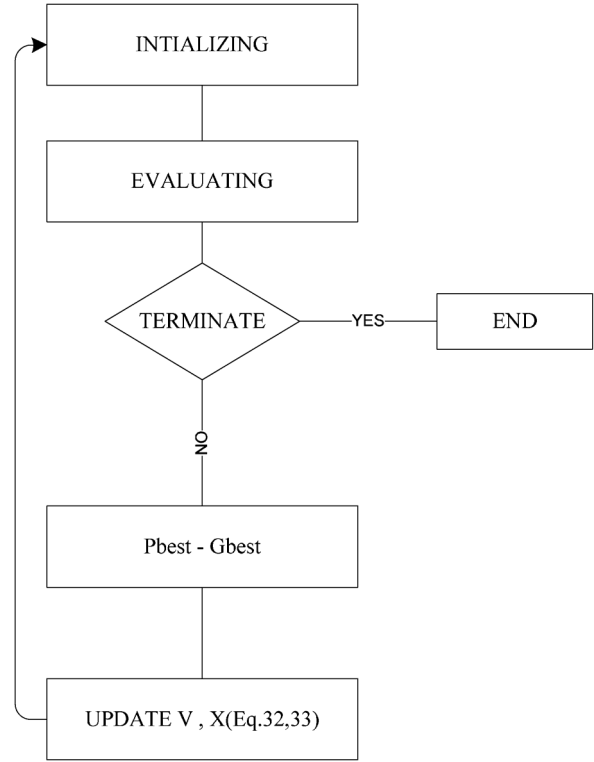 INTIALIZING
EVALUATING
TERMINATE
YES
END
NO
Pbest - Gbest
UPDATE V , X(Eq.32,33)